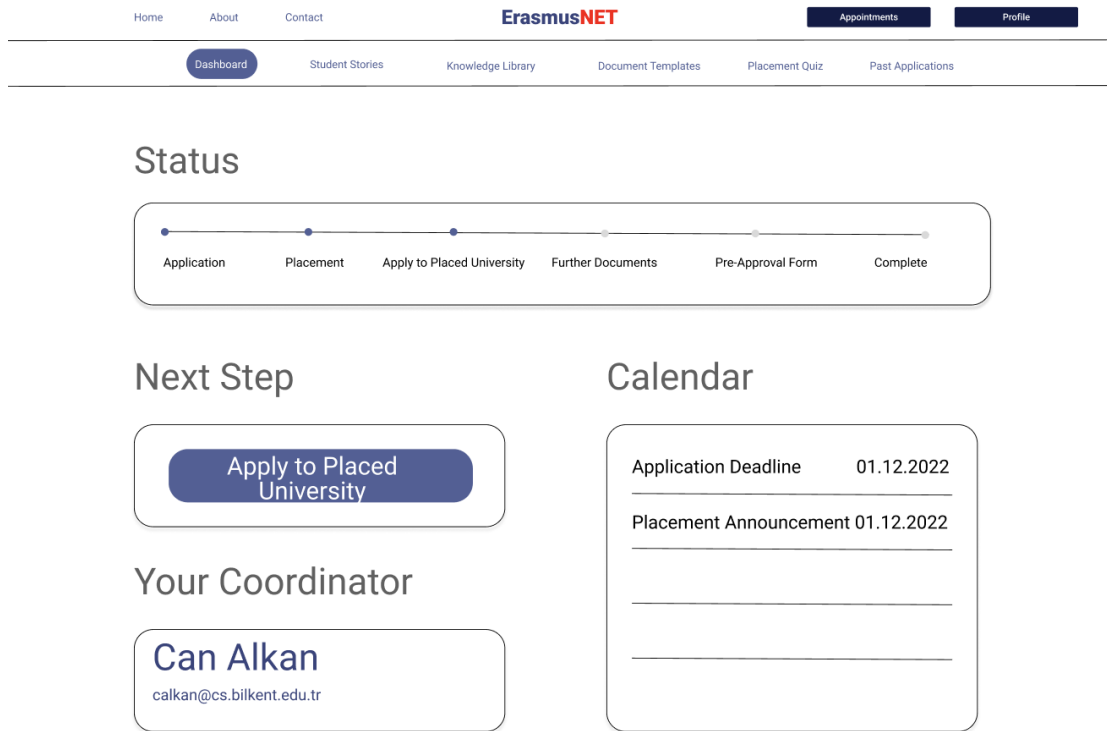 Home About Contact ErasmusNET Appointments Profile
Dashboard Student Stories Knowledge Library Document Templates Placement Quiz Past Applications
Status
Application Placement Apply to Placed University Further Documents Pre-Approval Form Complete
Next Step
Apply to Placed
University
Your Coordinator
Can Alkan
calkan@cs.bilkent.edu.tr
Calendar
Application Deadline 01.12.2022
Placement Announcement 01.12.2022